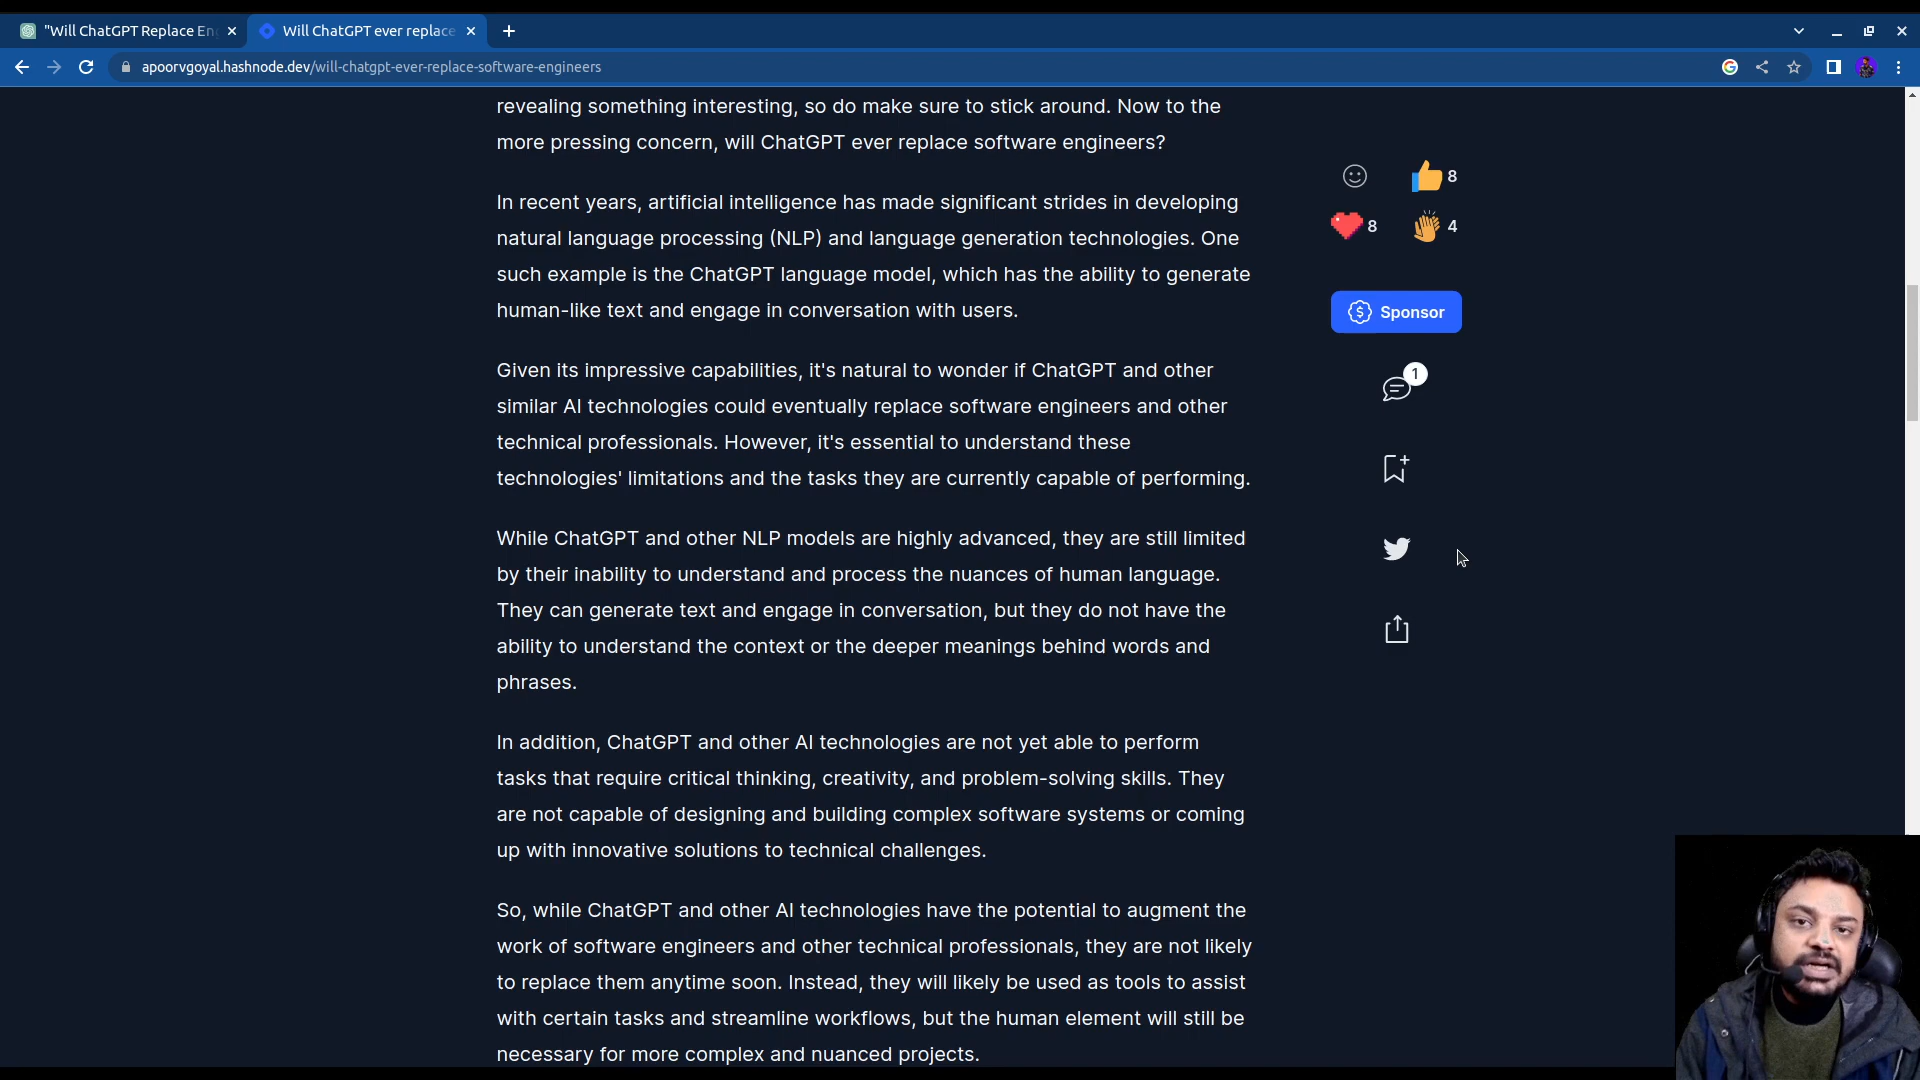 "Will ChatGPT Replace En
Will ChatGPT ever replace
apoorvgoyal.hashnode.dev/will-chatgpt-ever-replace-software-engineers
revealing something interesting, so do make sure to stick around. Now to the
more pressing concern, will ChatGPT ever replace software engineers?
In recent years, artificial intelligence has made significant strides in developing
natural language processing (NLP) and language generation technologies. One
such example is the ChatGPT language model, which has the ability to generate
human-like text and engage in conversation with users.
Given its impressive capabilities, it's natural to wonder if ChatGPT and other
similar AI technologies could eventually replace software engineers and other
technical professionals. However, it's essential to understand these
technologies' limitations and the tasks they are currently capable of performing.
While ChatGPT and other NLP models are highly advanced, they are still limited
by their inability to understand and process the nuances of human language.
They can generate text and engage in conversation, but they do not have the
ability to understand the context or the deeper meanings behind words and
phrases.
In addition, ChatGPT and other AI technologies are not yet able to perform
tasks that require critical thinking, creativity, and problem-solving skills. They
are not capable of designing and building complex software systems or coming
up with innovative solutions to technical challenges.
So, while ChatGPT and other AI technologies have the potential to augment the
work of software engineers and other technical professionals, they are not likely
to replace them anytime soon. Instead, they will likely be used as tools to assist
with certain tasks and streamline workflows, but the human element will still be
necessary for more complex and nuanced projects.
8
8
4
Sponsor
1